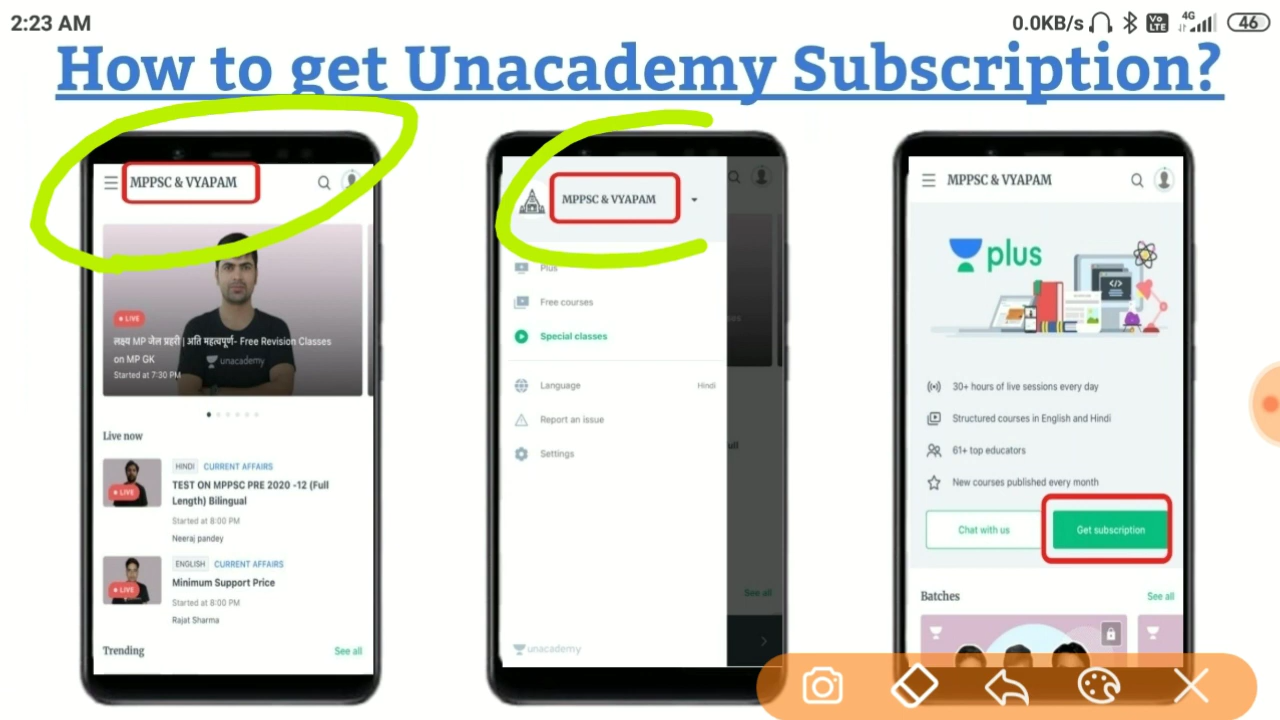 2:23 AM
0.0KB/s
Vo LTE
4G
46
How to get Unacademy Subscription?
MPPSC & VYAPAM
LIVE
लक्ष्य MP जेल प्रहरी | अति महत्वपूर्ण- Free Revision Classes
on MP GK
Started at 7:30 PM
unacademy
Live now
LIVE
HINDI CURRENT AFFAIRS
TEST ON MPPSC PRE 2020 -12 (Full
Length) Bilingual
Started at 8:00 PM
Neeraj pandey
LIVE
ENGLISH CURRENT AFFAIRS
Minimum Support Price
Started at 8:00 PM
Rajat Sharma
Trending
See all
MPPSC & VYAPAM
Plus
Free courses
Special classes
Language
Hindi
Report an issue
Settings
See all
unacademy
MPPSC & VYAPAM
plus
30+ hours of live sessions every day
Structured courses in English and Hindi
61+ top educators
New courses published every month
Chat with us
Get subscription
Batches
See all